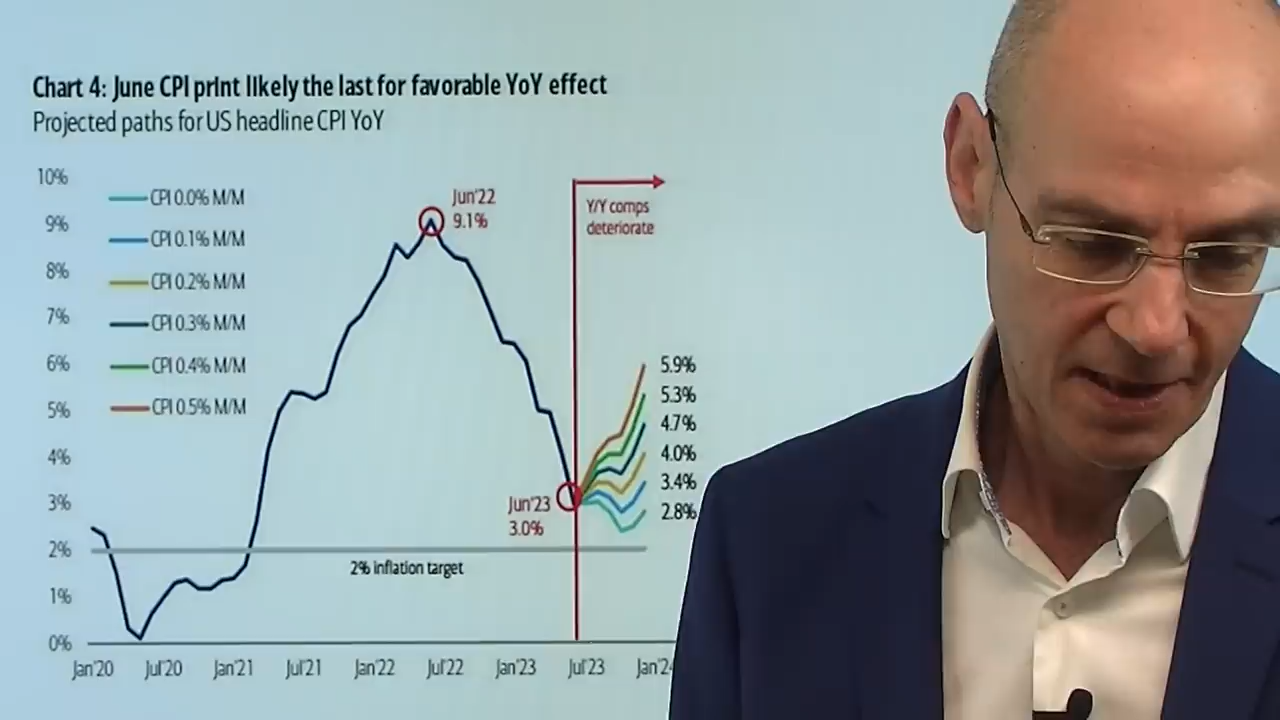 Chart 4: June CPI print likely the last for favorable YoY effect
Projected paths for US headline CPI YoY
10%
9%
8%
7%
6%
5%
4%
3%
2%
1%
0%
CPI 0.0% M/M
CPI 0.1% M/M
CPI 0.2% M/M
CPI 0.3% M/M
CPI 0.4% M/M
CPI 0.5% M/M
Jun'22
9.1%
Y/Y comps
deteriorate
5.9%
5.3%
4.7%
4.0%
3.4%
2.8%
Jun'23
3.0%
2% inflation target
Jan'20 Jul'20 Jan'21 Jul'21 Jan'22 Jul'22 Jan'23 Jul'23 Jan'24